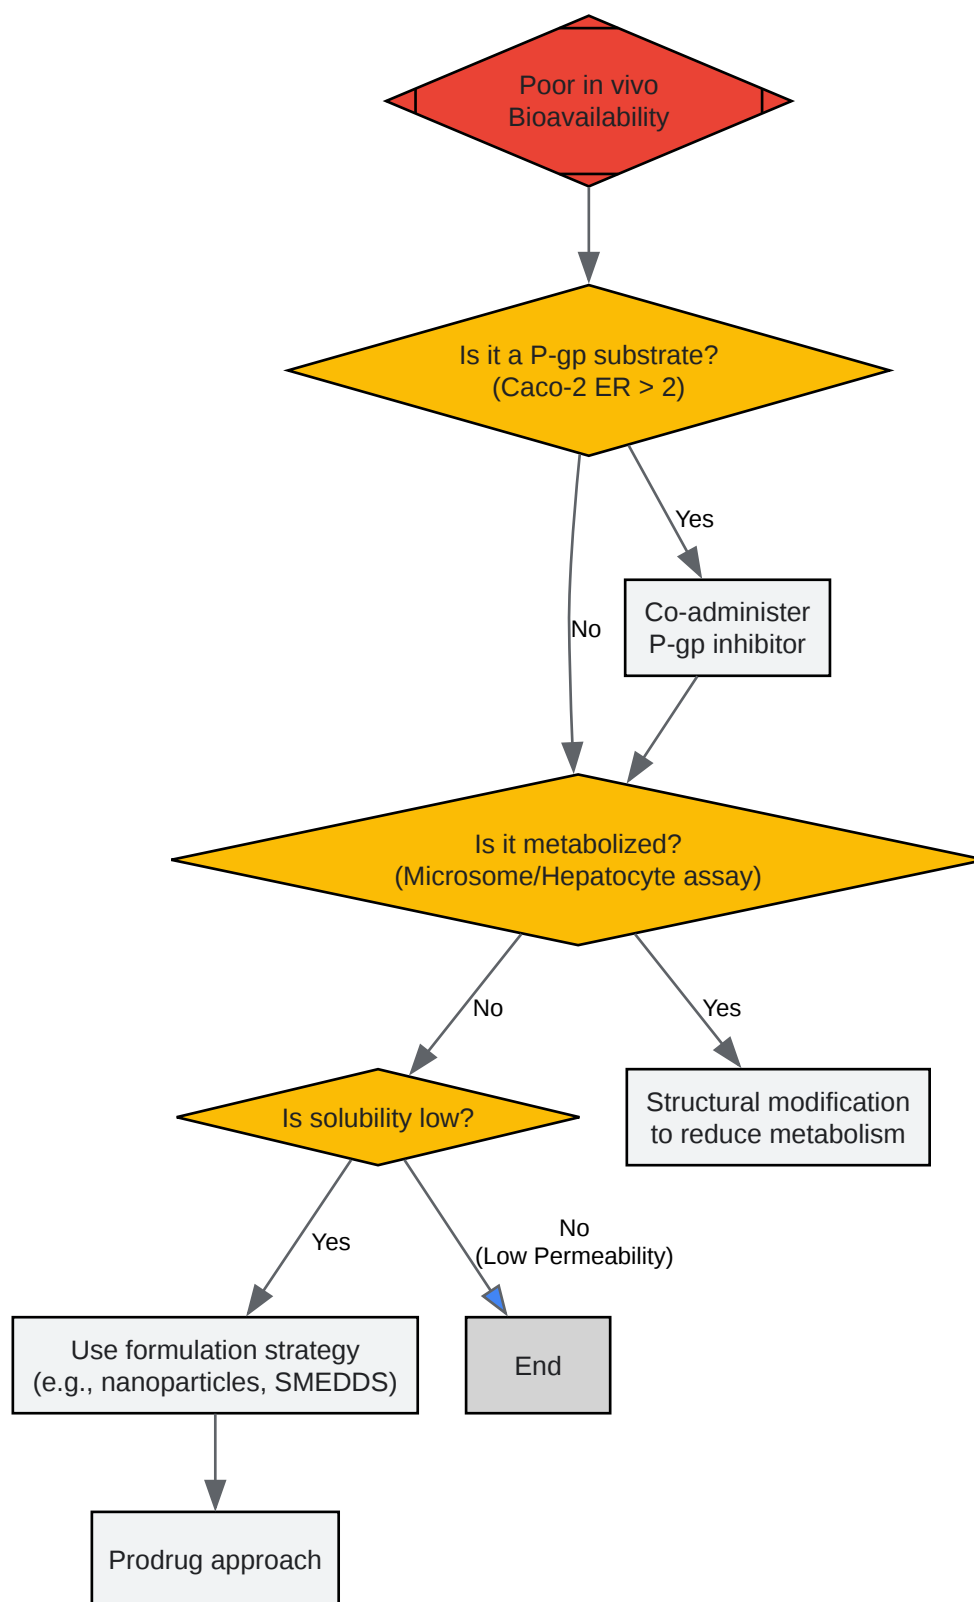 Poor in vivo
Bioavailability
Is it a P-gp substrate?
(Caco-2 ER > 2)
Yes
Co-administer
P-gp inhibitor
No
Is it metabolized?
(Microsome/Hepatocyte assay)
No
Yes
Is solubility low?
Structural modification
to reduce metabolism
Yes
No
(Low Permeability)
Use formulation strategy
(e.g., nanoparticles, SMEDDS)
End
Prodrug approach